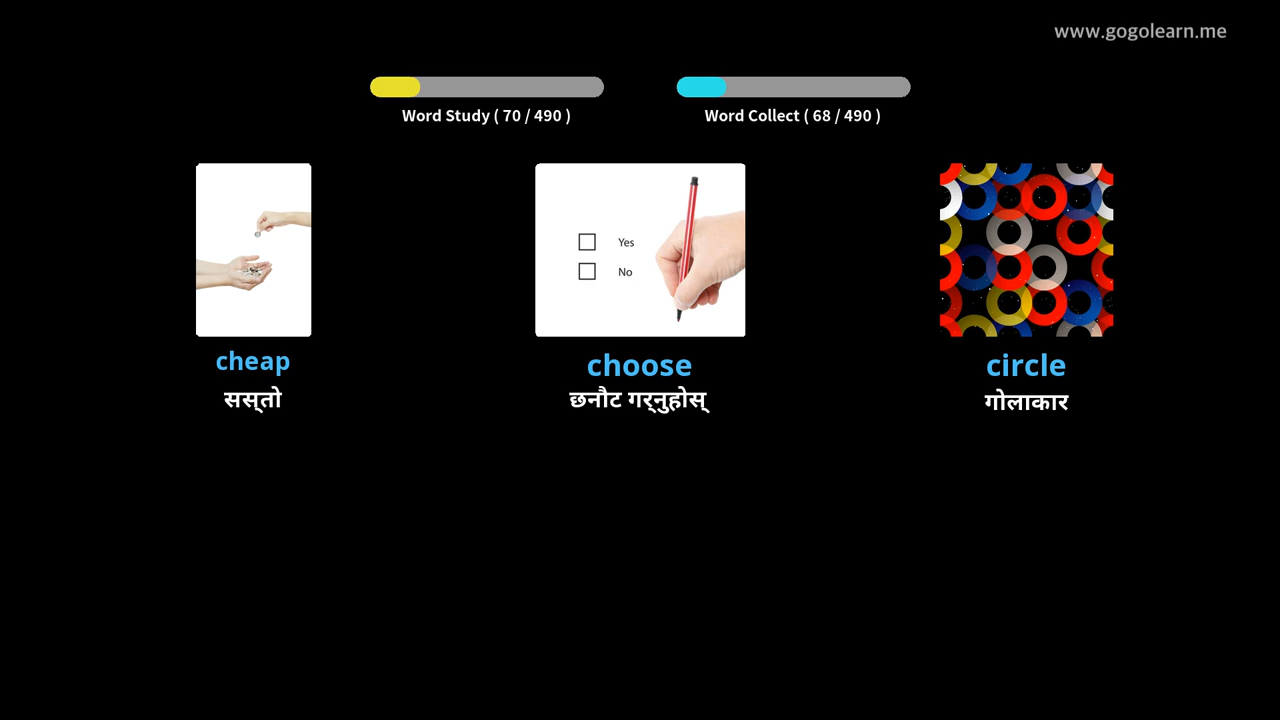 www.gogolearn.me
Word Study ( 70 / 490 )
Word Collect ( 68 / 490 )
Yes
No
cheap
choose
circle
सस्तो
छनौट गर्नुहोस्
गोलाकार